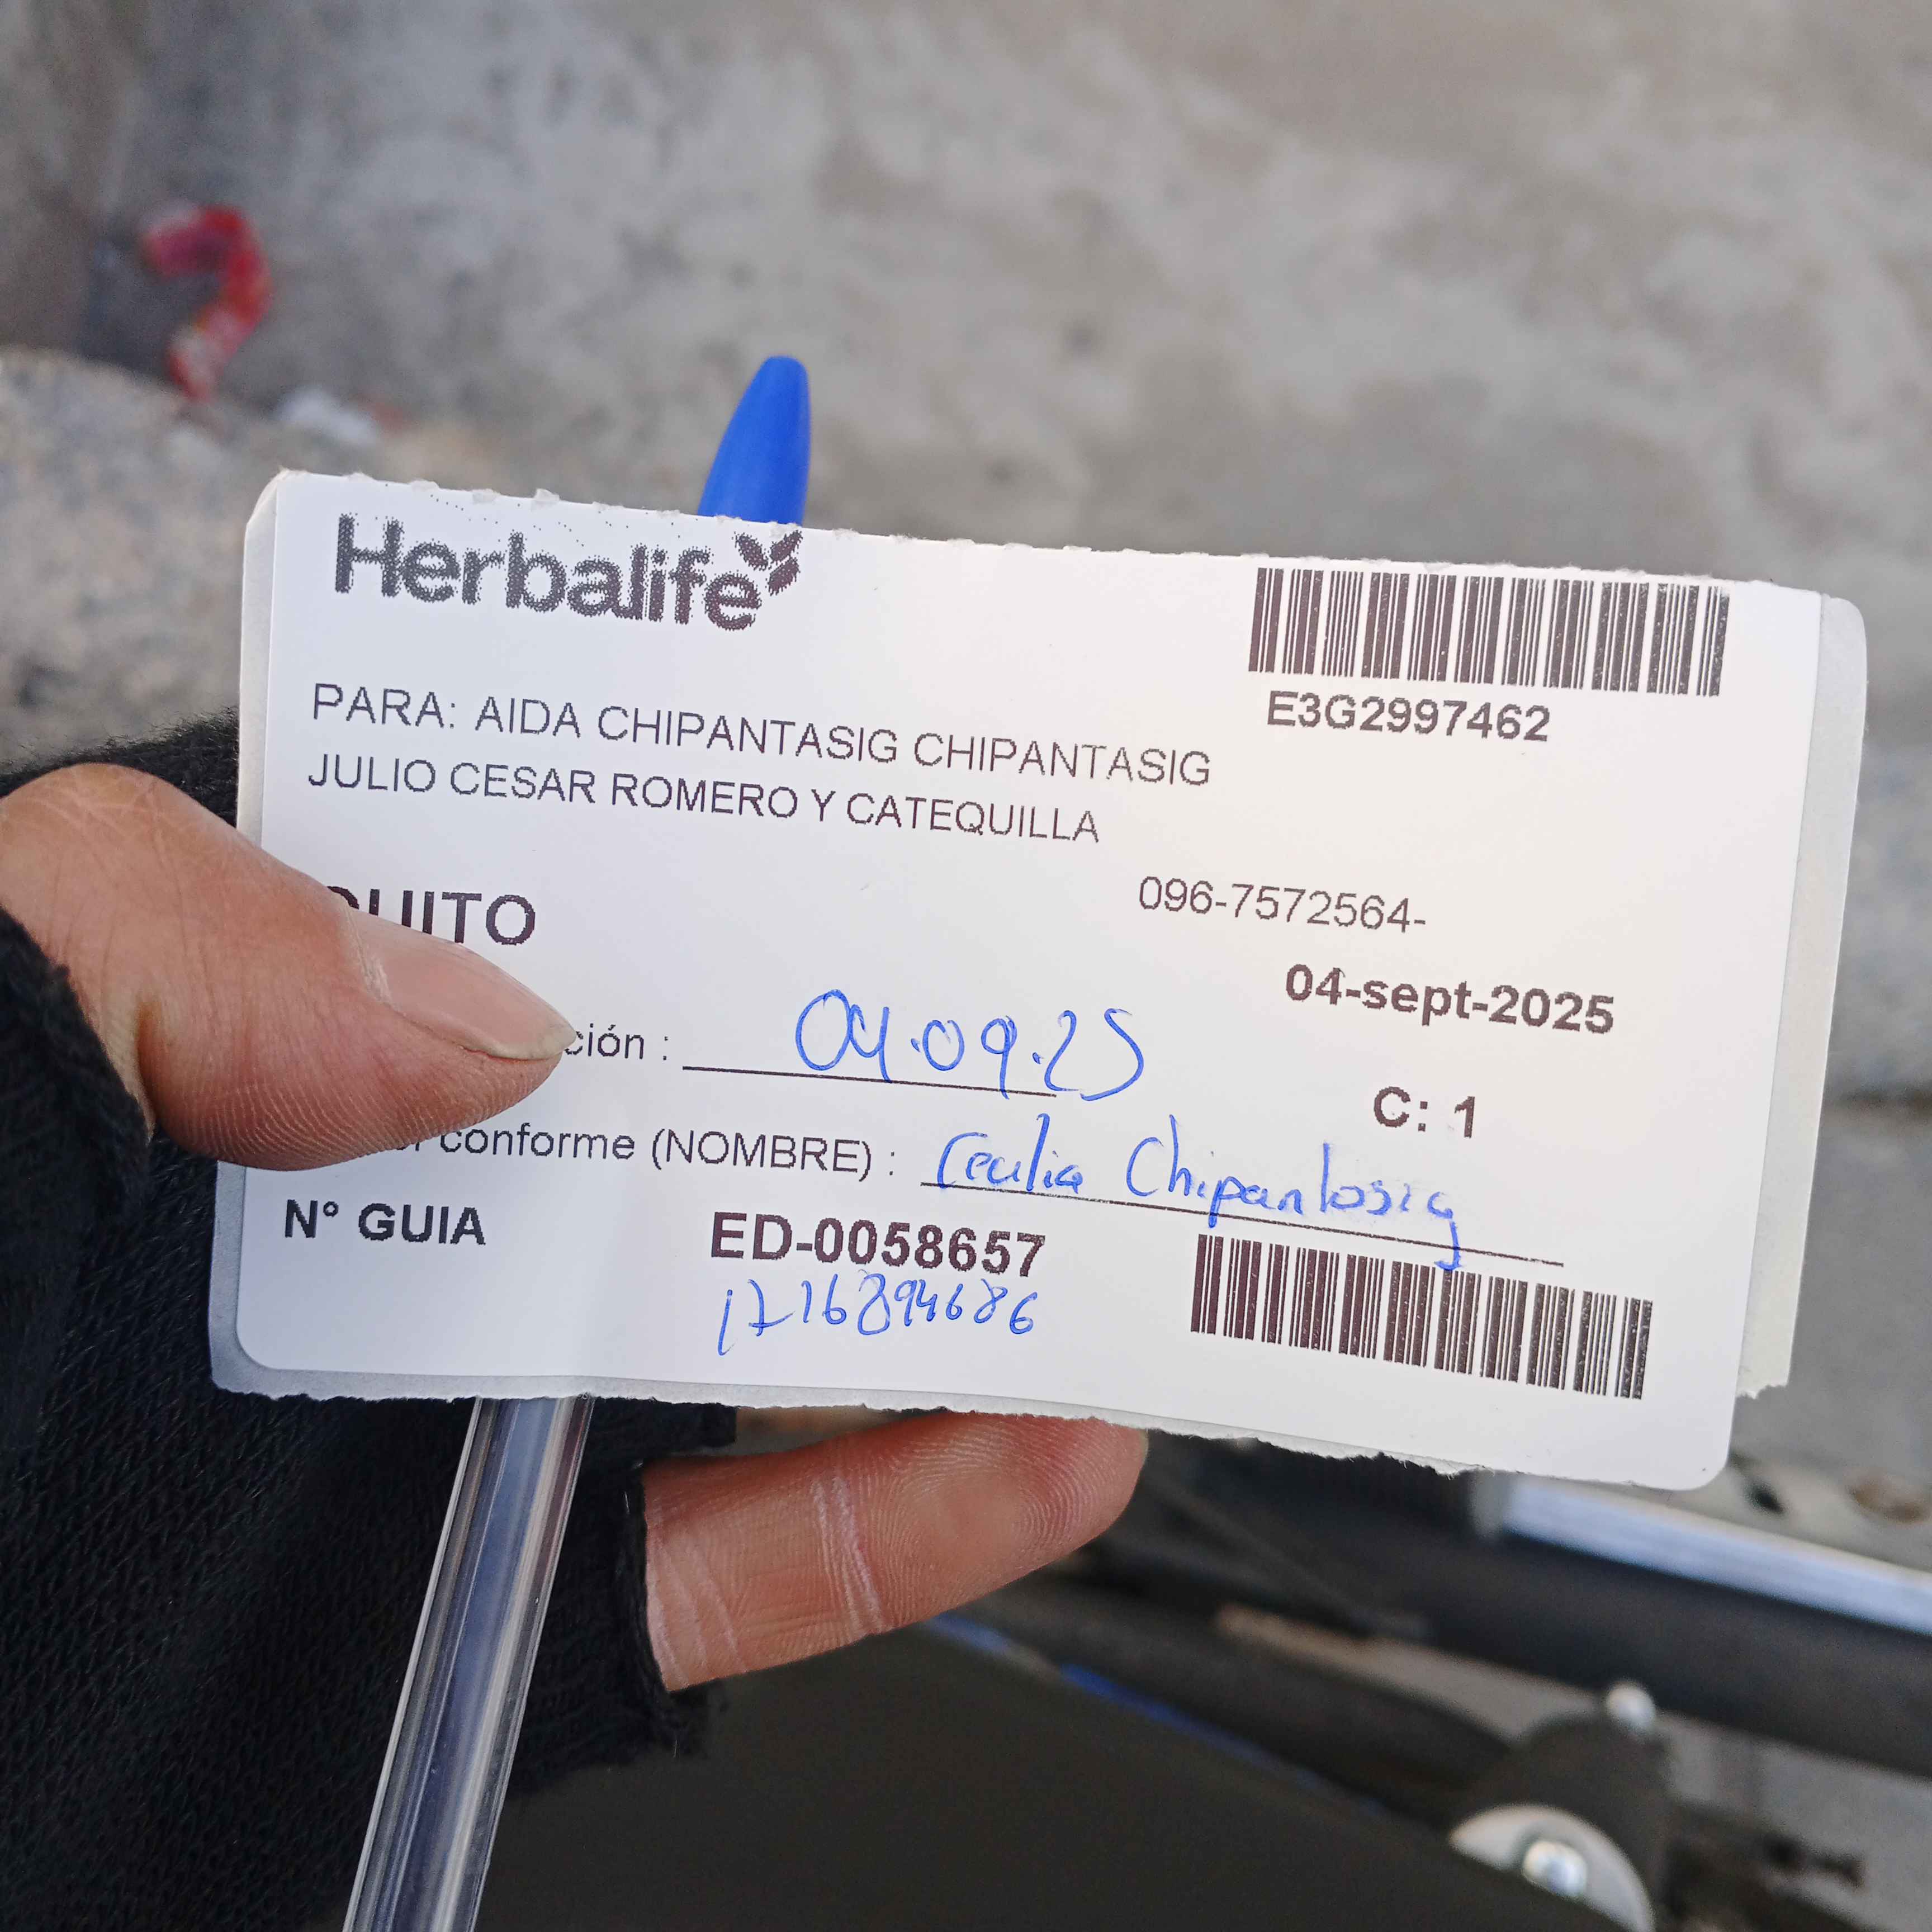 Herbalife
E3G2997462
PARA: AIDA CHIPANTASIG CHIPANTASIG
JULIO CESAR ROMERO Y CATEQUILLA
096-7572564-
QUITO
04-sept-2025
ción : 04.09.25
C: 1
conforme (NOMBRE) : Cecilia Chipantasig
N° GUIA ED-0058657
1716894686